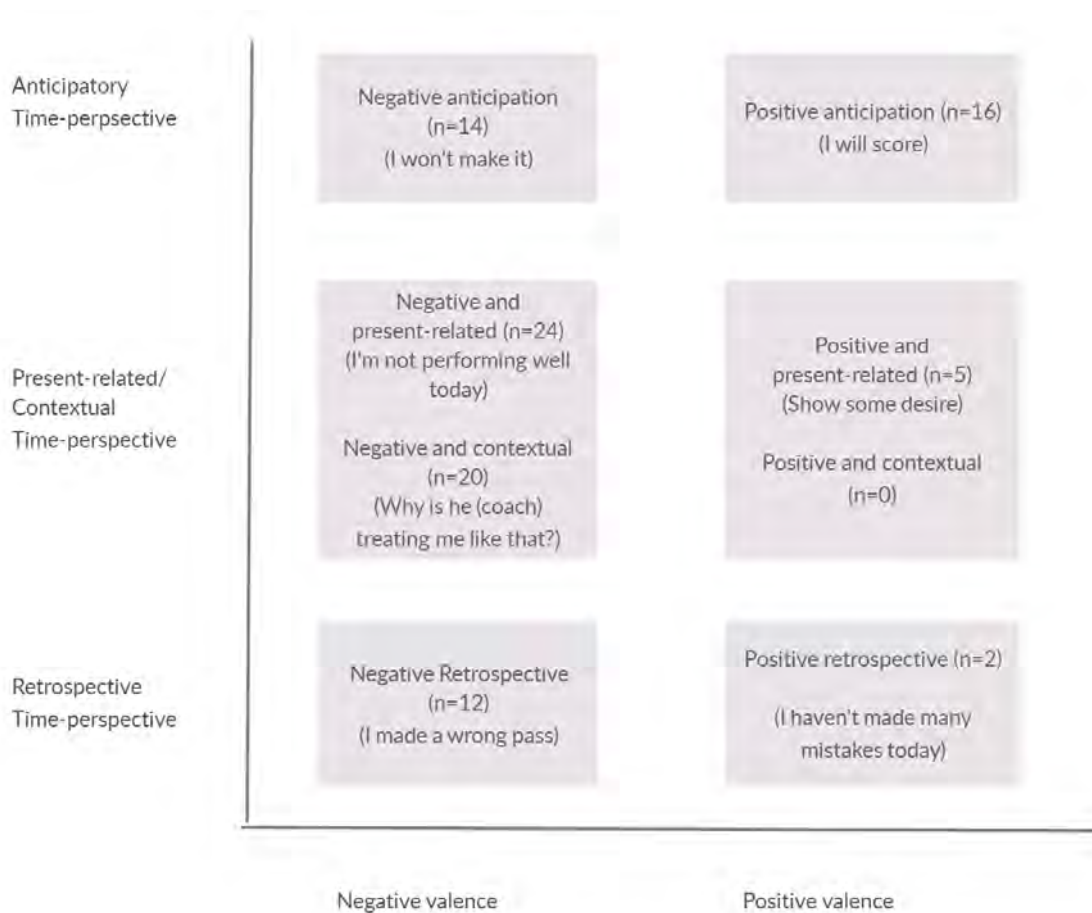 Anticipatory
Time-perpsective
Negative anticipation
(n=14)
(I won't make it)
Positive anticipation (n=16)
(I will score)
Present-related/
Contextual
Time-perspective
Negative and
present-related (n=24)
(I'm not performing well
today)
Negative and contextual
(n=20)
(Why is he (coach)
treating me like that?)
Positive and
present-related (n=5)
(Show some desire)
Positive and contextual
(n=0)
Retrospective
Time-perspective
Negative Retrospective
(n=12)
(I made a wrong pass)
Positive retrospective (n=2)
(I haven't made many
mistakes today)
Negative valence
Positive valence